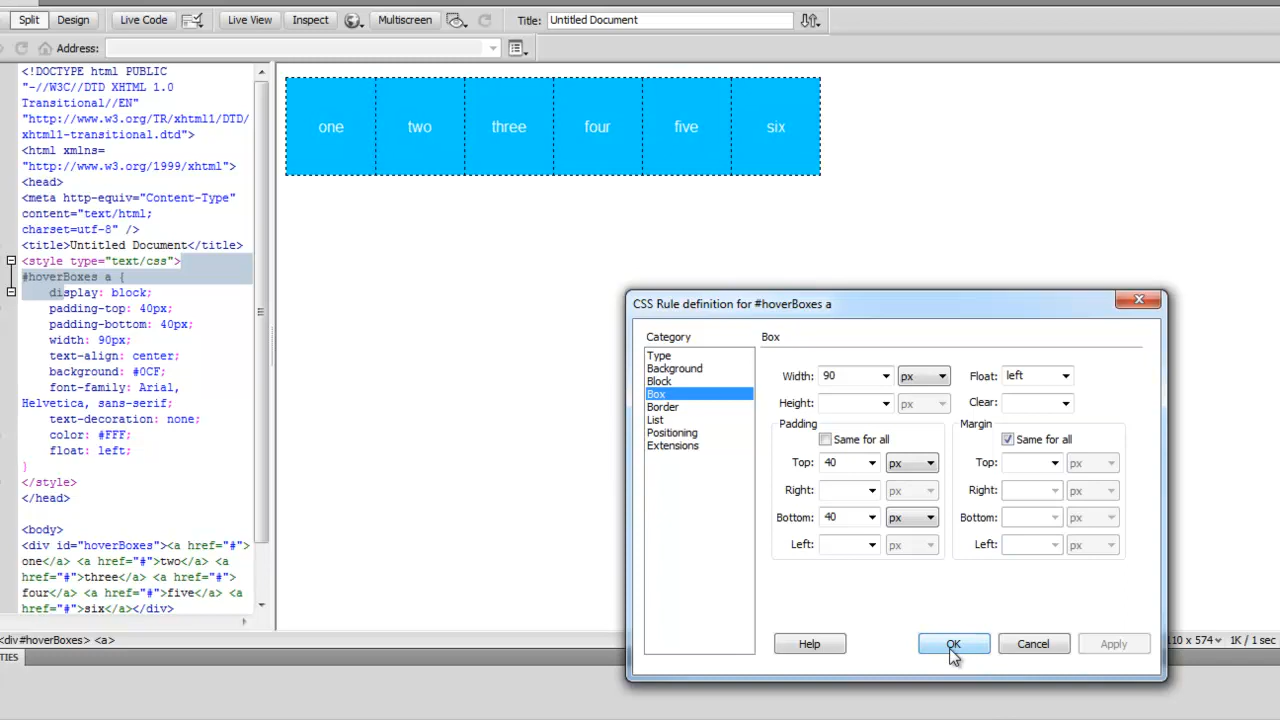 Split Design Live Code Live View Inspect Multiscreen Title: Untitled Document
Address:
<!DOCTYPE html PUBLIC
"-//W3C//DTD XHTML 1.0
Transitional//EN"
"http://www.w3.org/TR/xhtml1/DTD/
xhtml1-transitional.dtd">
<html xmlns=
"http://www.w3.org/1999/xhtml">
<head>
<meta http-equiv="Content-Type"
content="text/html;
charset=utf-8" />
<title>Untitled Document</title>
<style type="text/css">
#hoverBoxes a {
display: block;
padding-top: 40px;
padding-bottom: 40px;
width: 90px;
text-align: center;
background: #0CF;
font-family: Arial,
Helvetica, sans-serif;
text-decoration: none;
color: #FFF;
float: left;
}
</style>
</head>
<body>
<div id="hoverBoxes"><a href="#">
one</a> <a href="#">two</a> <a
href="#">three</a> <a href="#">
four</a> <a href="#">five</a> <a
href="#">six</a></div>
one two three four five six
CSS Rule definition for #hoverBoxes a
Category
Type
Background
Block
Box
Border
List
Positioning
Extensions
Box
Width: 90 px Float: left
Height: px Clear:
Padding
Same for all
Top: 40 px
Right: px
Bottom: 40 px
Left: px
Margin
Same for all
Top: px
Right: px
Bottom: px
Left: px
Help OK Cancel Apply
<div#hoverBoxes> <a>
110 x 574 1K / 1 sec
TIES